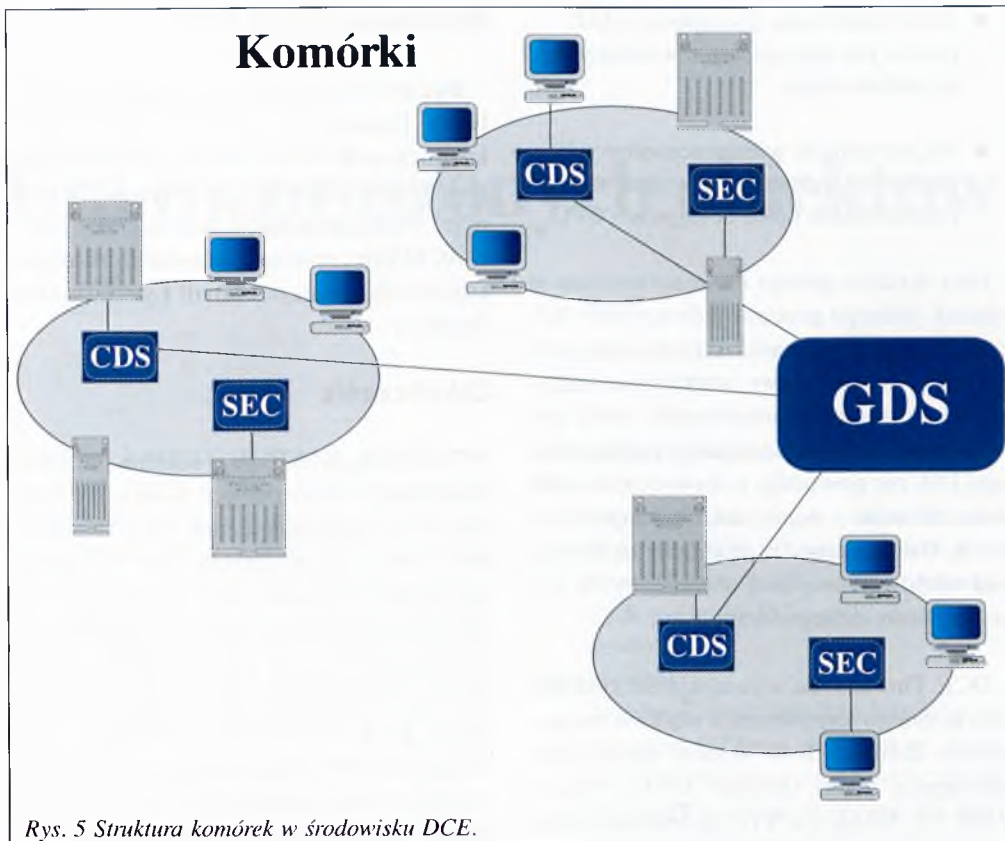 Komórki
CDS
SEC
CDS
SEC
GDS
CDS
SEC
Rys. 5 Struktura komórek w środowisku DCE.